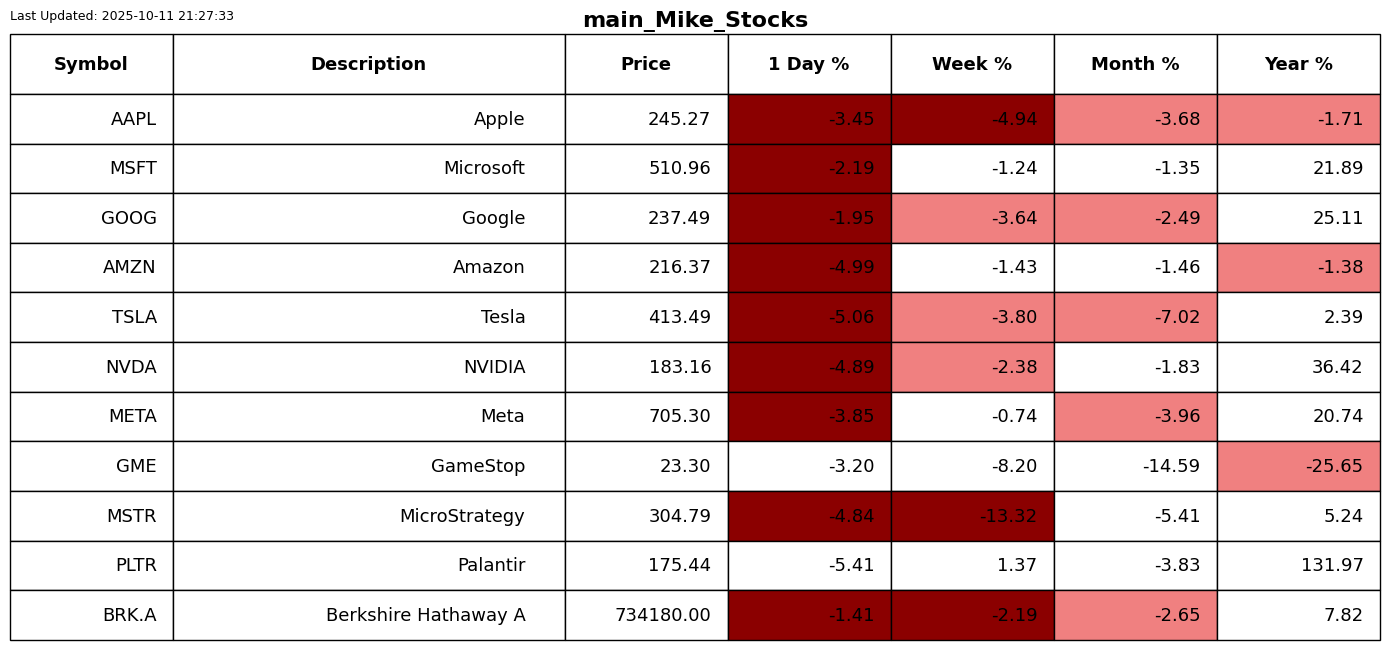 Last Updated: 2025-10-11 21:27:33
main_Mike_Stocks
Symbol Description Price 1 Day % Week % Month % Year %
AAPL Apple 245.27 -3.45 -4.94 -3.68 -1.71
MSFT Microsoft 510.96 -2.19 -1.24 -1.35 21.89
GOOG Google 237.49 -1.95 -3.64 -2.49 25.11
AMZN Amazon 216.37 -4.99 -1.43 -1.46 -1.38
TSLA Tesla 413.49 -5.06 -3.80 -7.02 2.39
NVDA NVIDIA 183.16 -4.89 -2.38 -1.83 36.42
META Meta 705.30 -3.85 -0.74 -3.96 20.74
GME GameStop 23.30 -3.20 -8.20 -14.59 -25.65
MSTR MicroStrategy 304.79 -4.84 -13.32 -5.41 5.24
PLTR Palantir 175.44 -5.41 1.37 -3.83 131.97
BRK.A Berkshire Hathaway A 734180.00 -1.41 -2.19 -2.65 7.82